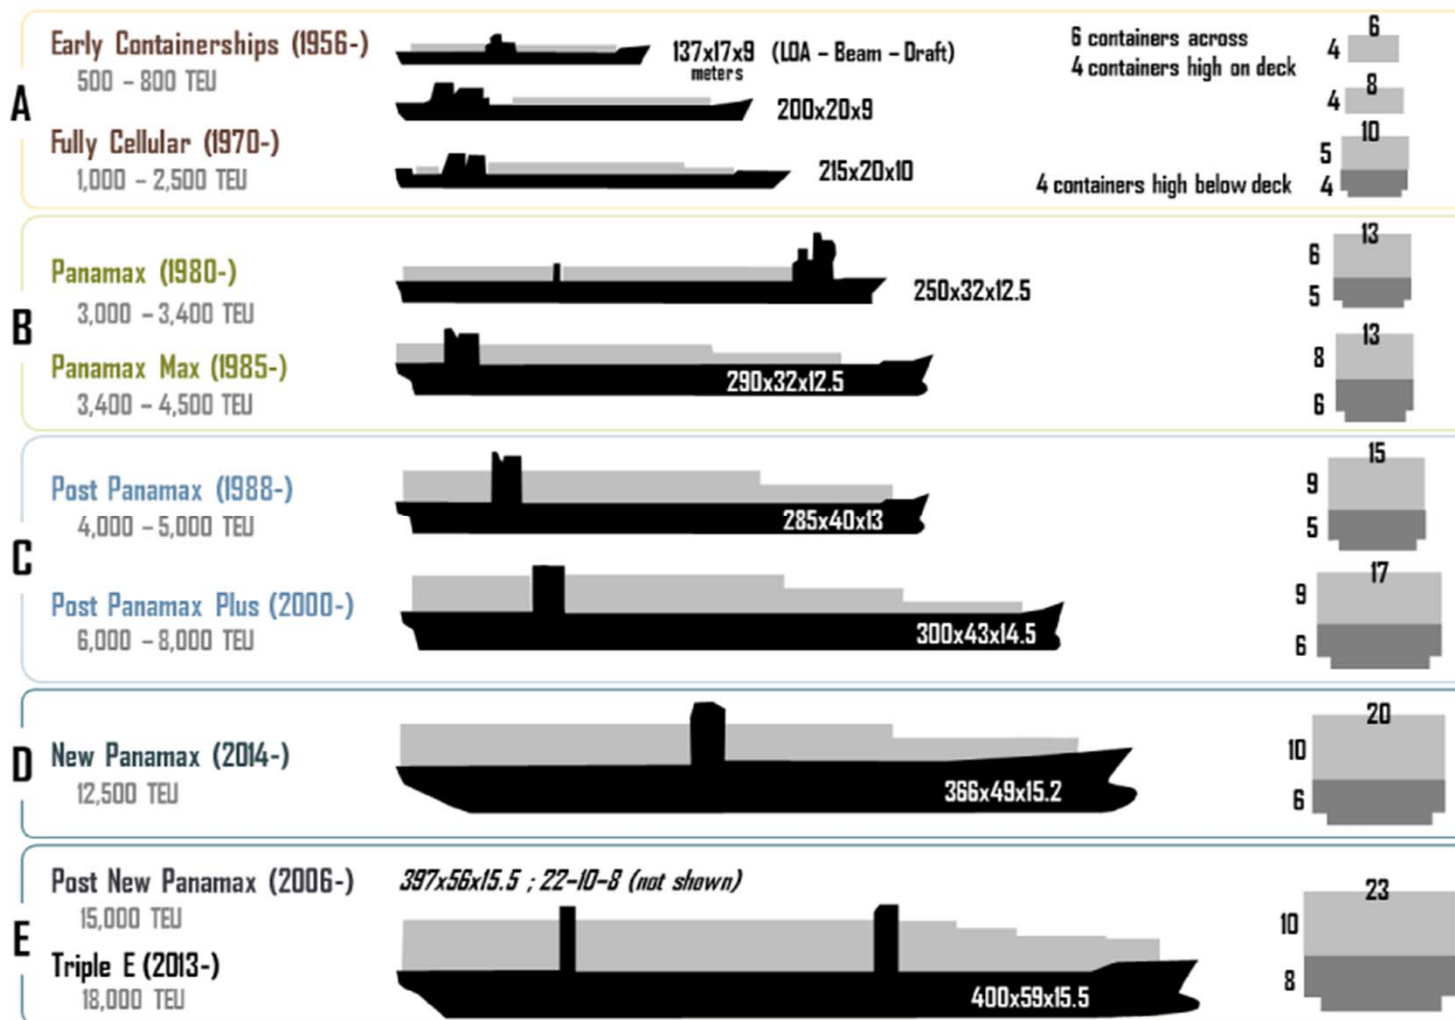 A
Early Containerships (1956-)
500 – 800 TEU
137x17x9 (LOA – Beam – Draft)
meters
6 containers across
4 containers high on deck
6
4
200x20x9
8
4
Fully Cellular (1970-)
1,000 – 2,500 TEU
215x20x10
4 containers high below deck
10
5
4
B
Panamax (1980-)
3,000 – 3,400 TEU
250x32x12.5
13
6
5
Panamax Max (1985-)
3,400 – 4,500 TEU
290x32x12.5
13
8
6
C
Post Panamax (1988-)
4,000 – 5,000 TEU
285x40x13
15
9
5
Post Panamax Plus (2000-)
6,000 – 8,000 TEU
300x43x14.5
17
9
6
D
New Panamax (2014-)
12,500 TEU
366x49x15.2
20
10
6
E
Post New Panamax (2006-)
15,000 TEU
397x56x15.5 ; 22-10-8 (not shown)
Triple E (2013-)
18,000 TEU
400x59x15.5
23
10
8